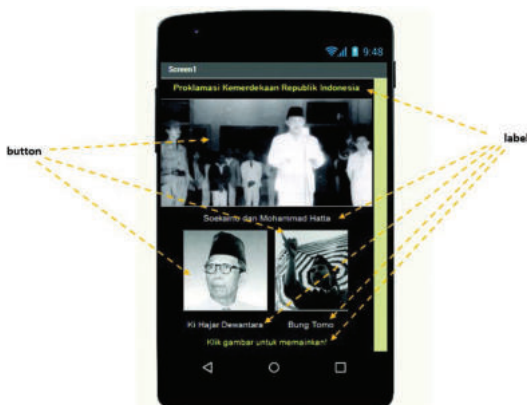 9:48
Screen1
Proklamasi Kemerdekaan Republik Indonesia
button
label
Soekarno dan Mohammad Hatta
Ki Hajar Dewantara
Bung Tomo
Klik gambar untuk memainkan!